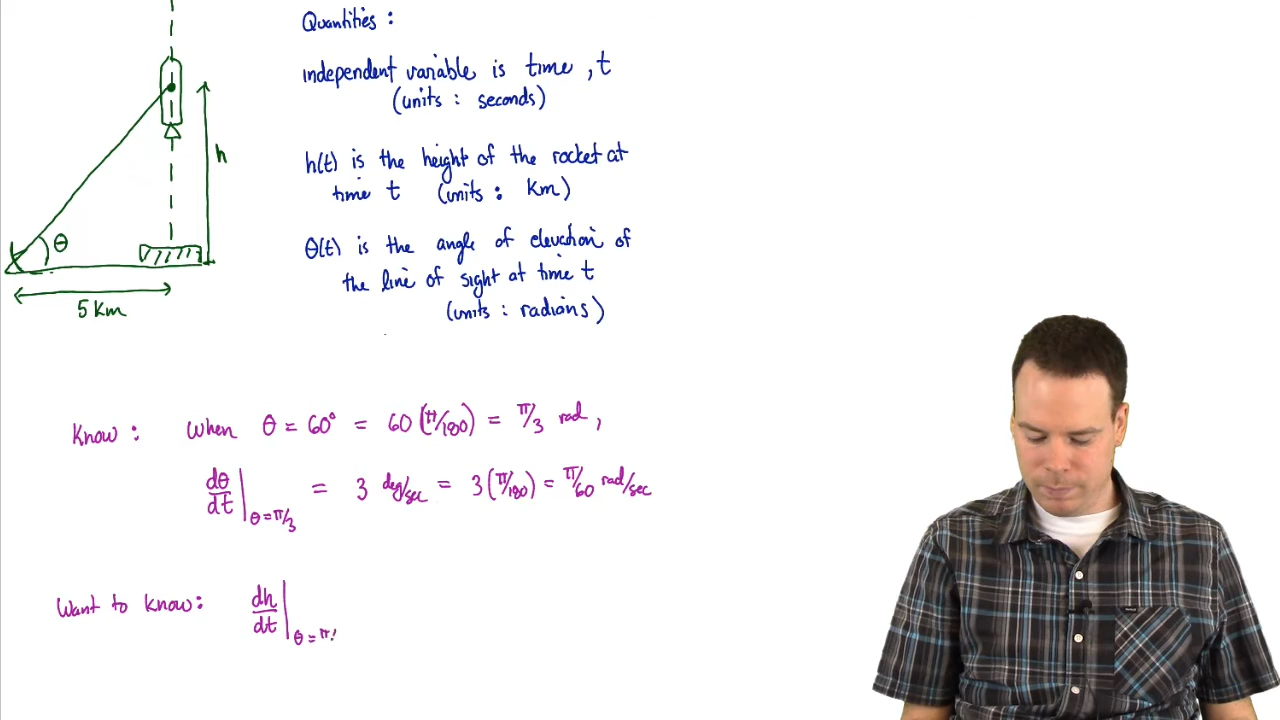 Quantities :
independent variable is time , t
(units : seconds)
h(t) is the height of the rocket at
time t (units : km)
θ(t) is the angle of elevation of
the line of sight at time t
(units : radians)
h
θ
5 km
Know : When θ = 60° = 60 (π/180) = π/3 rad ,
dθ/dt |θ=π/3 = 3 deg/sec = 3 (π/180) = π/60 rad/sec
Want to know : dh/dt |θ=π